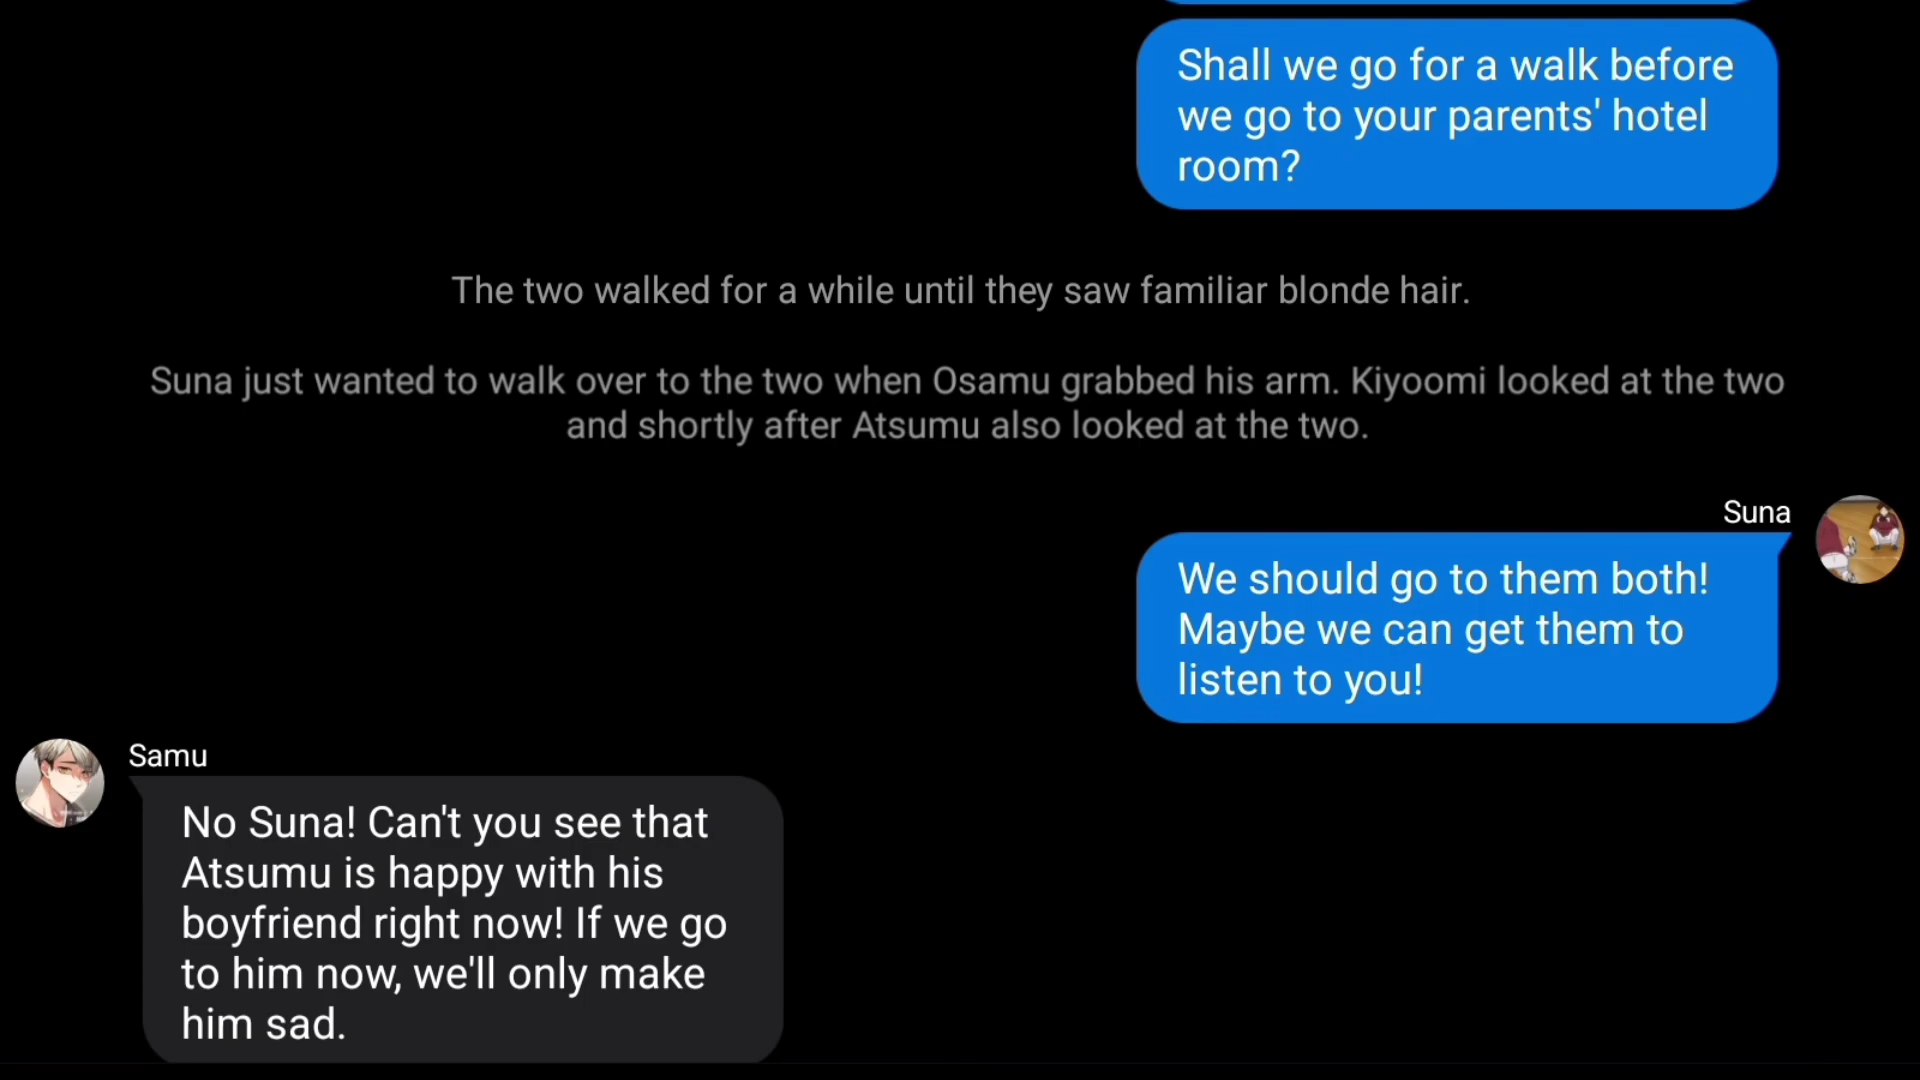 Shall we go for a walk before
we go to your parents' hotel
room?
The two walked for a while until they saw familiar blonde hair.
Suna just wanted to walk over to the two when Osamu grabbed his arm. Kiyoomi looked at the two
and shortly after Atsumu also looked at the two.
Suna
We should go to them both!
Maybe we can get them to
listen to you!
Samu
No Suna! Can't you see that
Atsumu is happy with his
boyfriend right now! If we go
to him now, we'll only make
him sad.